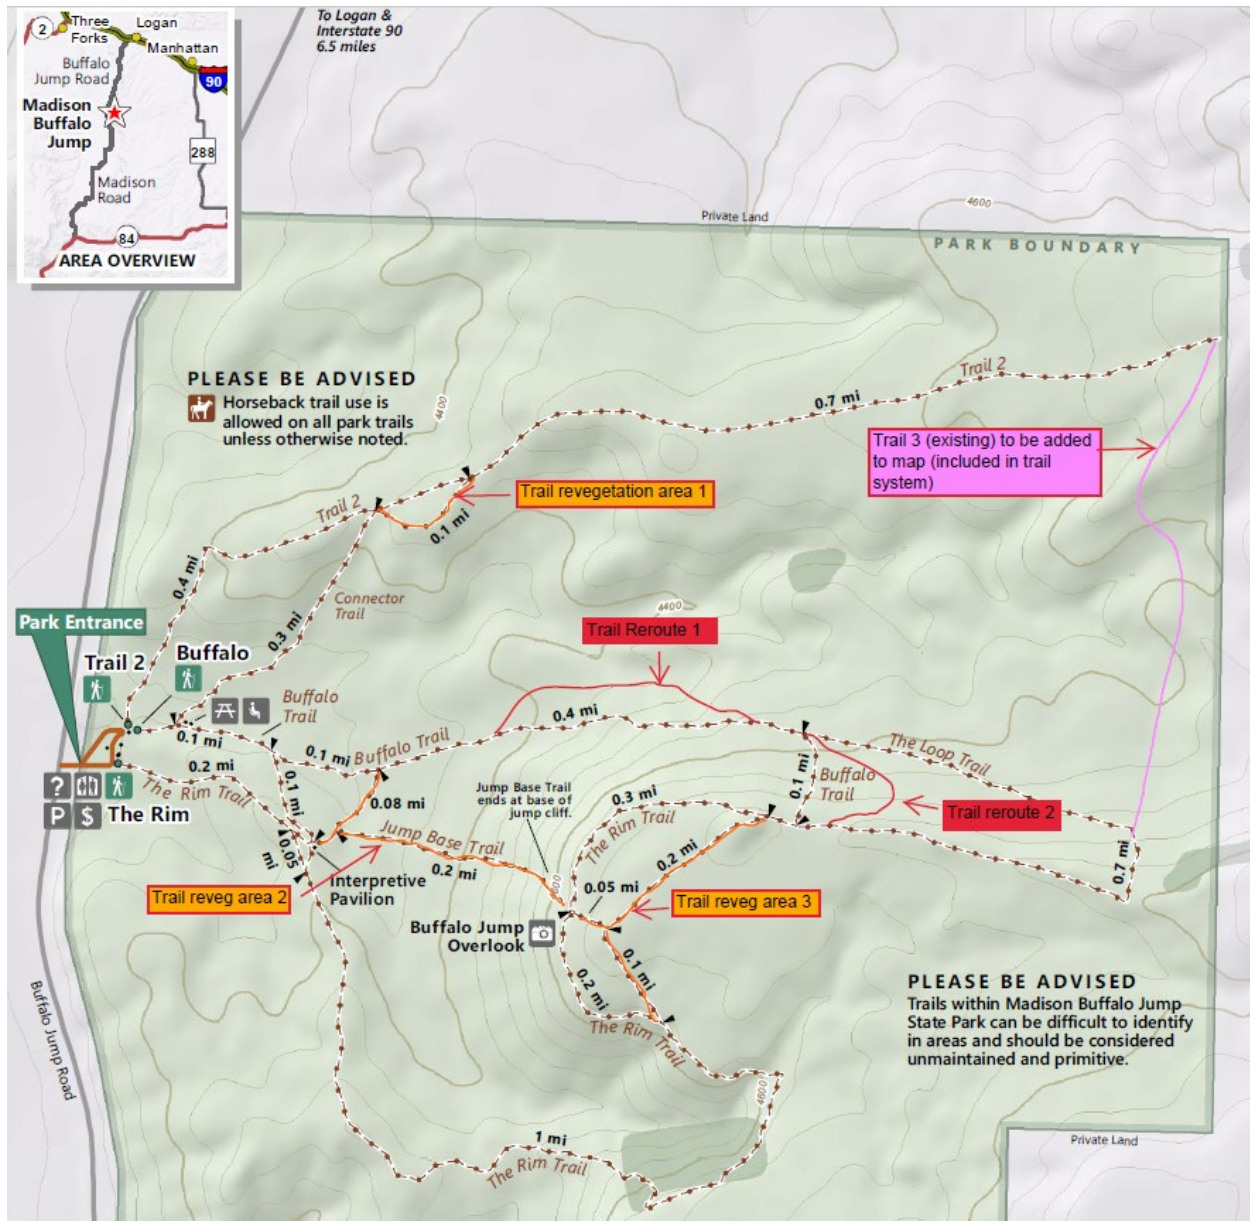 2
Three
Forks
Logan
Manhattan
Buffalo
Jump Road
90
Madison
Buffalo
Jump
288
Madison
Road
84
AREA OVERVIEW
To Logan &
Interstate 90
6.5 miles
Private Land
4600
PARK BOUNDARY
PLEASE BE ADVISED
Horseback trail use is
allowed on all park trails
unless otherwise noted.
4400
Trail 2
0.7 mi
Trail 3 (existing) to be added
to map (included in trail
system)
Trail revegetation area 1
Trail 2
0.1 mi
0.4 mi
Connector
Trail
0.3 mi
4400
Trail Reroute 1
Park Entrance
Trail 2
Buffalo
Buffalo
Trail
0.1 mi
0.1 mi
Buffalo Trail
0.4 mi
The Loop Trail
0.2 mi
The Rim Trail
0.1 mi
0.08 mi
Jump Base Trail
ends at base of
jump cliff.
0.3 mi
The Rim Trail
0.1 mi
Buffalo
Trail
Trail reroute 2
?
P
$
The Rim
Jump Base Trail
0.2 mi
0.05
mi
0.2 mi
0.7 mi
Interpretive
Pavilion
Trail reveg area 2
4600
0.05 mi
Trail reveg area 3
Buffalo Jump
Overlook
0.1 mi
0.2 mi
The Rim Trail
Buffalo Jump Road
PLEASE BE ADVISED
Trails within Madison Buffalo Jump
State Park can be difficult to identify
in areas and should be considered
unmaintained and primitive.
4600
1 mi
The Rim Trail
Private Land